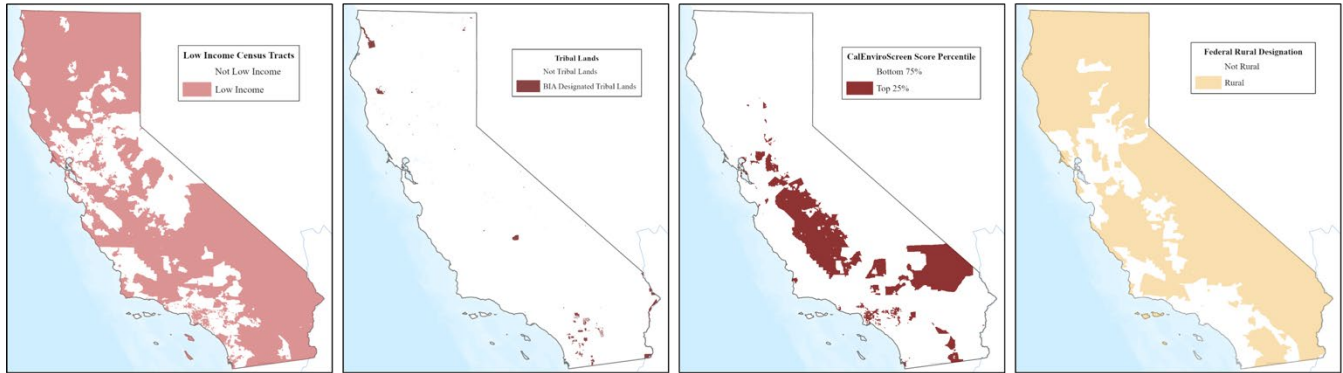 Low Income Census Tracts
Not Low Income
Low Income
Tribal Lands
Not Tribal Lands
BIA Designated Tribal Lands
CalEnviroScreen Score Percentile
Bottom 75%
Top 25%
Federal Rural Designation
Not Rural
Rural